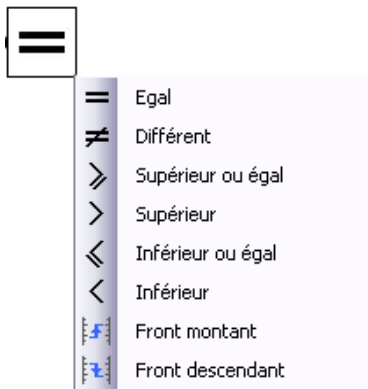 =
= Egal
≠ Différent
⩾ Supérieur ou égal
> Supérieur
⩽ Inférieur ou égal
< Inférieur
Front montant
Front descendant